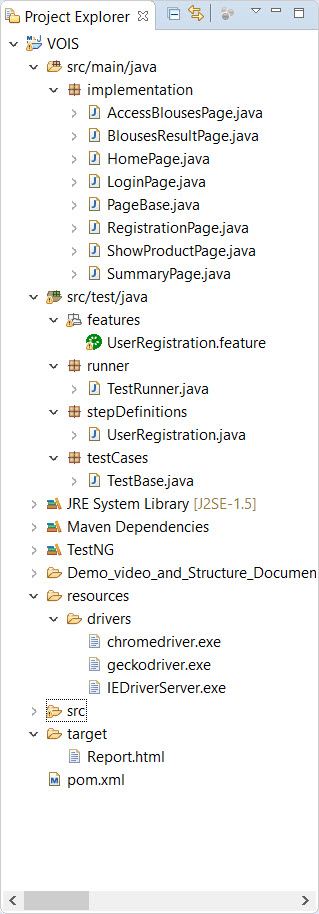 Project Explorer
VOIS
src/main/java
implementation
AccessBlousesPage.java
BlousesResultPage.java
HomePage.java
LoginPage.java
PageBase.java
RegistrationPage.java
ShowProductPage.java
SummaryPage.java
src/test/java
features
UserRegistration.feature
runner
TestRunner.java
stepDefinitions
UserRegistration.java
testCases
TestBase.java
JRE System Library [J2SE-1.5]
Maven Dependencies
TestNG
Demo_video_and_Structure_Documen
resources
drivers
chromedriver.exe
geckodriver.exe
IEDriverServer.exe
src
target
Report.html
pom.xml